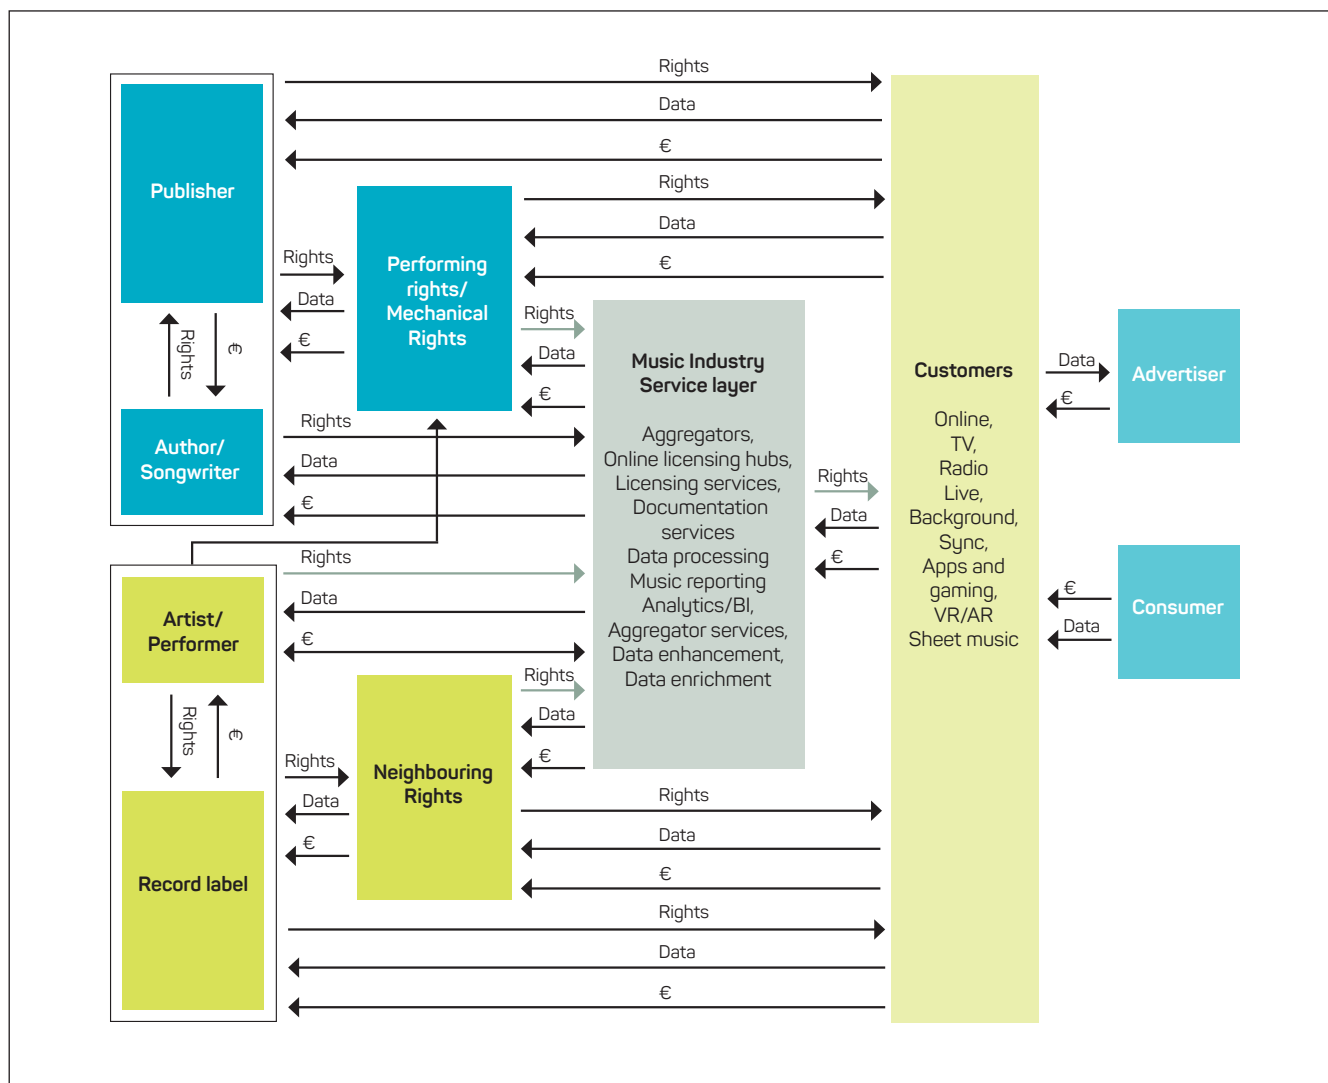 Rights
Data
€
Publisher
Rights
Data
€
Rights
Data
€
Performing
rights/
Mechanical
Rights
Rights
Data
€
Rights
€
Author/
Songwriter
Rights
Data
€
Music Industry
Service layer
Aggregators,
Online licensing hubs,
Licensing services,
Documentation
services
Data processing
Music reporting
Analytics/BI,
Aggregator services,
Data enhancement,
Data enrichment
Rights
Data
€
Customers
Online,
TV,
Radio
Live,
Background,
Sync,
Apps and
gaming,
VR/AR
Sheet music
Data
€
Advertiser
€
Data
Consumer
Artist/
Performer
Rights
Data
€
Rights
€
Rights
Data
€
Record label
Rights
Data
€
Neighbouring
Rights
Rights
Data
€
Rights
Data
€